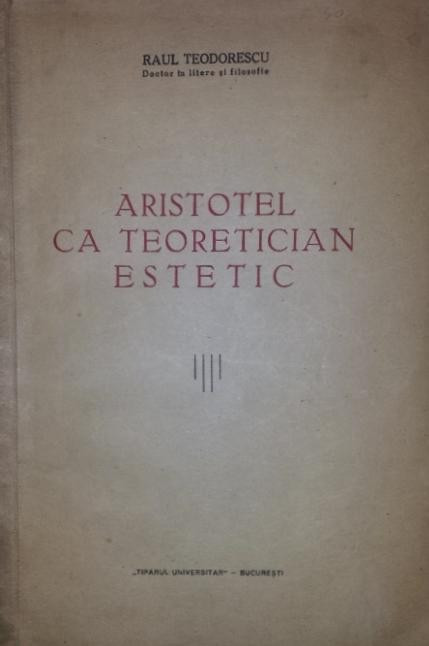 RAUL TEODORESCU
Doctor în litere și filosofie
ARISTOTEL
CA TEORETICIAN
ESTETIC
„TIPARUL UNIVERSITAR" – BUCUREȘTI